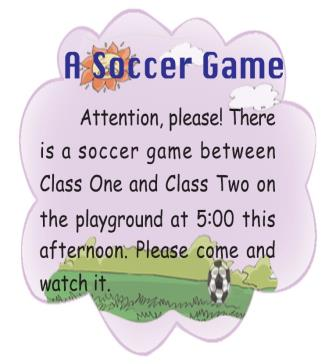 A Soccer Game
Attention, please! There
is a soccer game between
Class One and Class Two on
the playground at 5:00 this
afternoon. Please come and
watch it.